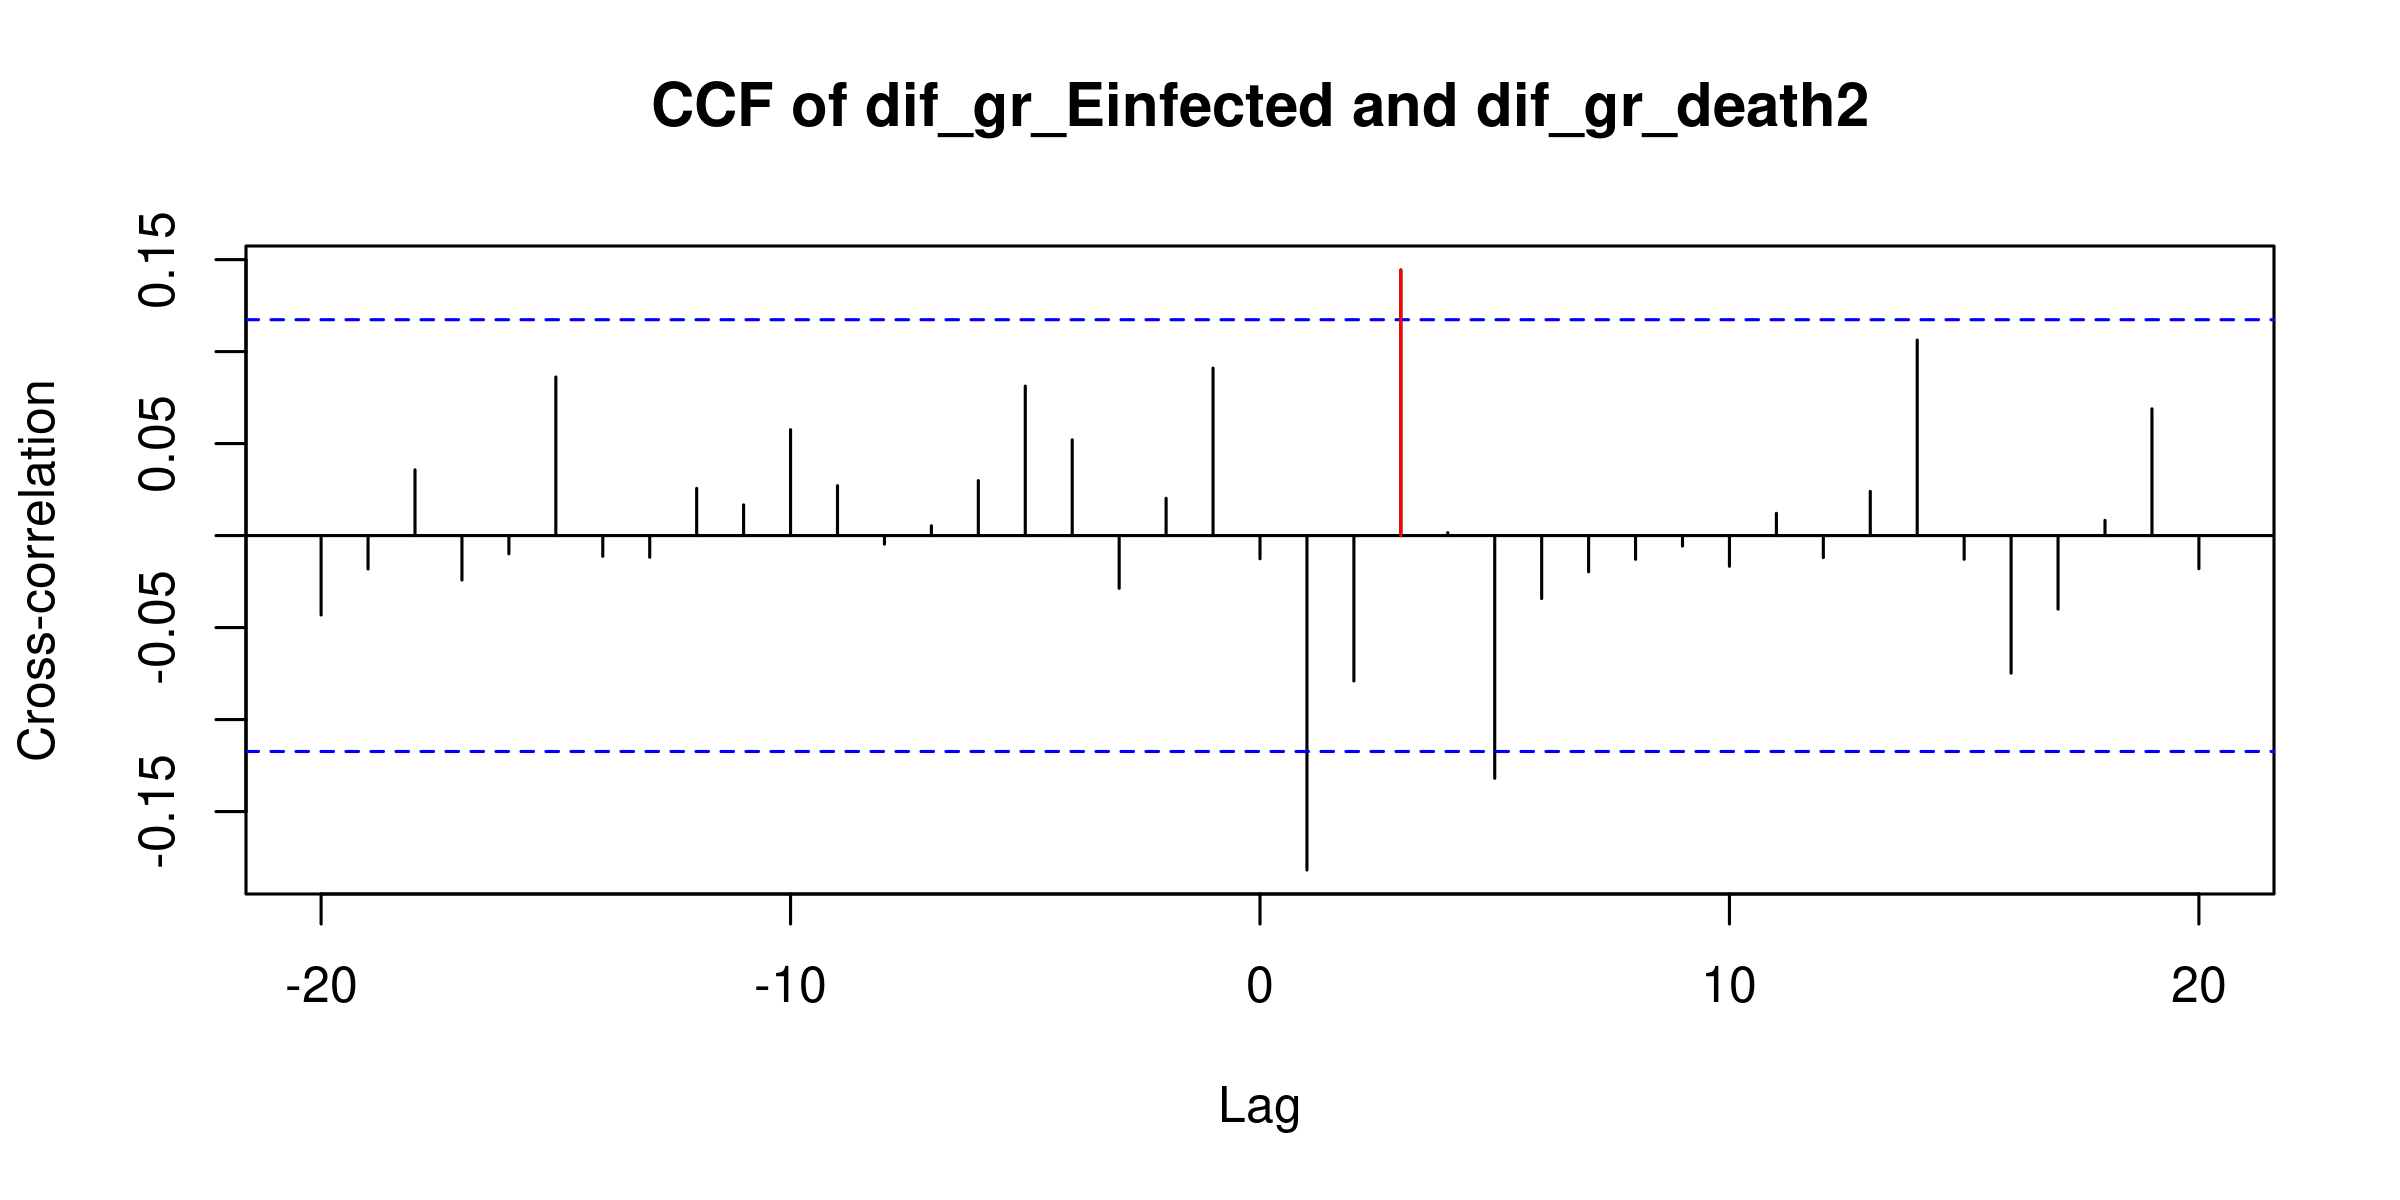 CCF of dif_gr_Einfected and dif_gr_death2
Cross-correlation
0.15
0.05
-0.05
-0.15
-20 -10 0 10 20
Lag